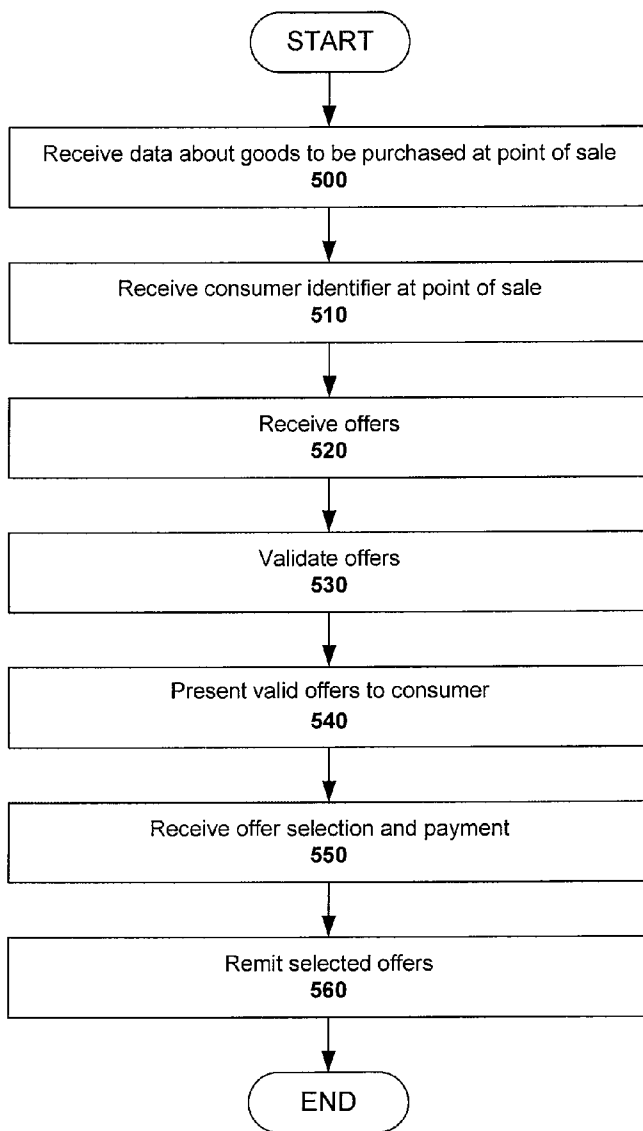 START
Receive data about goods to be purchased at point of sale
500
Receive consumer identifier at point of sale
510
Receive offers
520
Validate offers
530
Present valid offers to consumer
540
Receive offer selection and payment
550
Remit selected offers
560
END